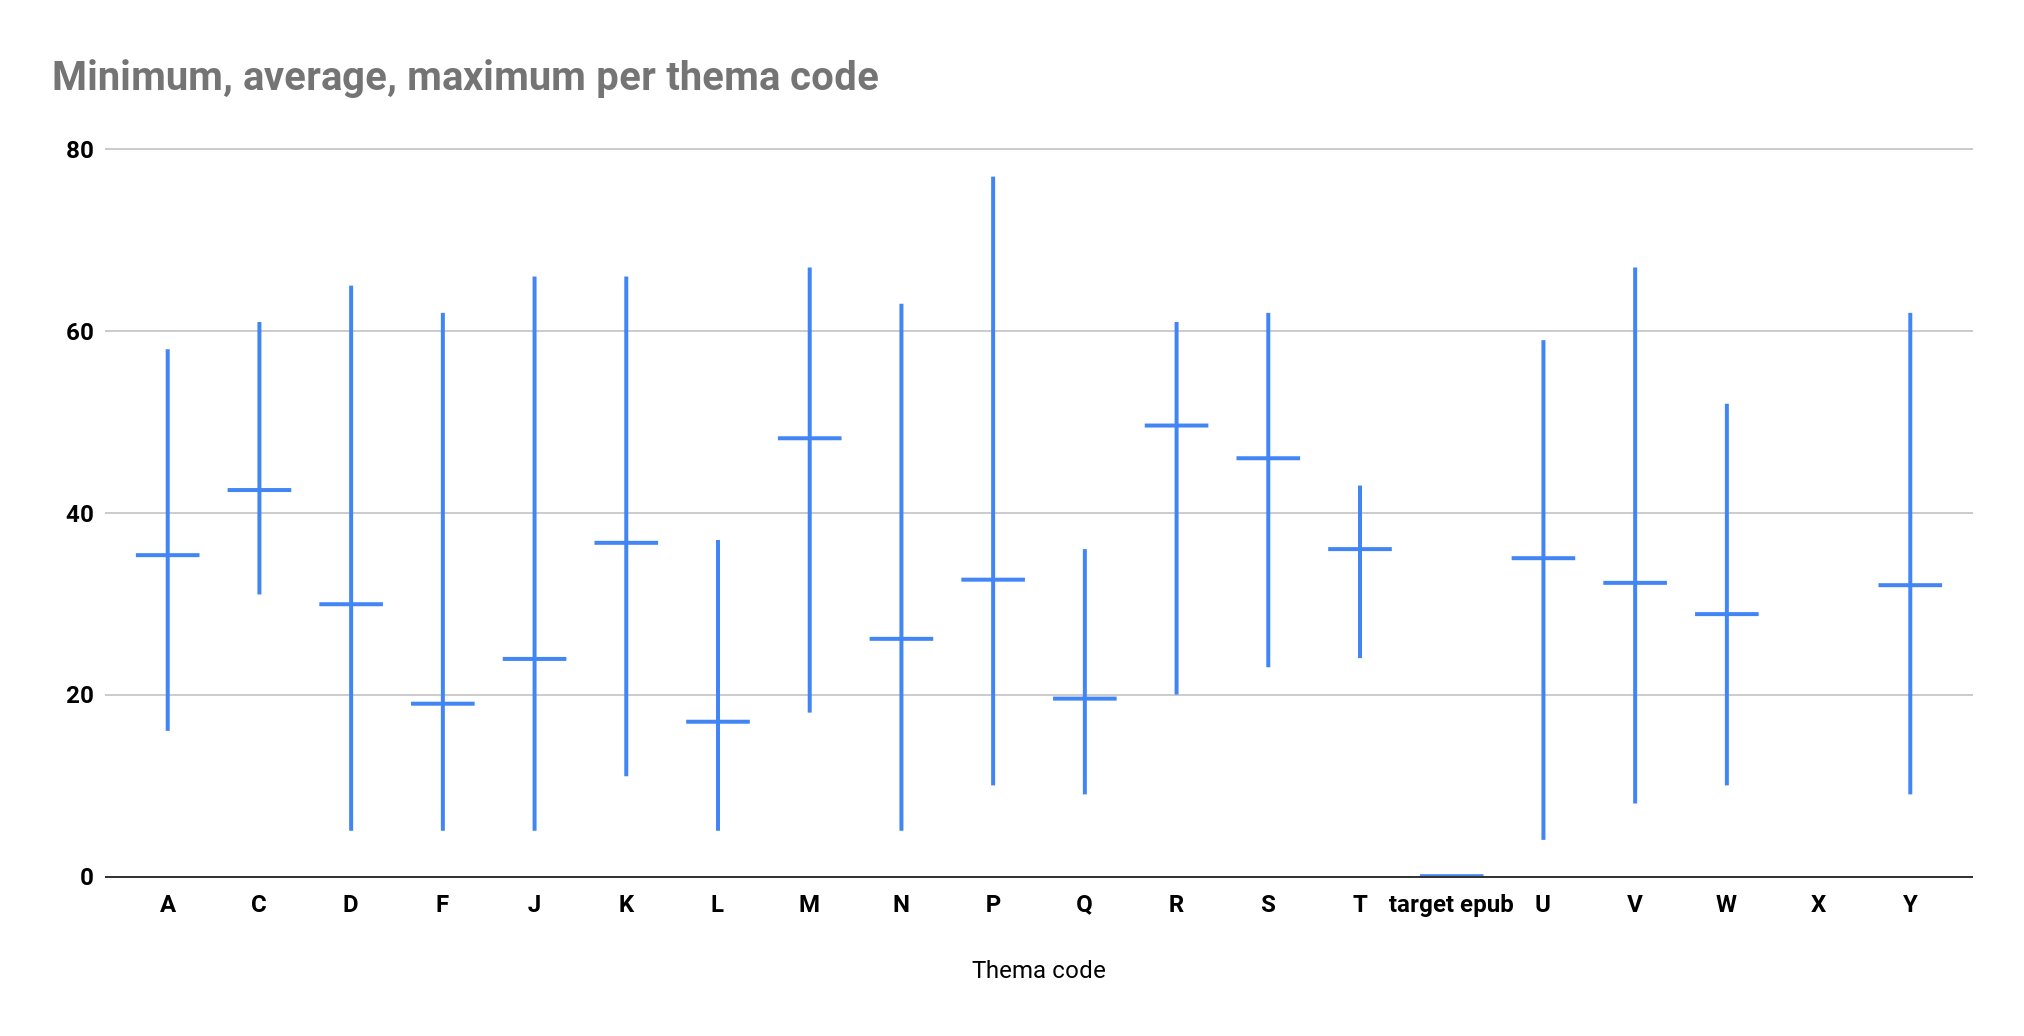 Minimum, average, maximum per thema code
80
60
40
20
0
A C D F J K L M N P Q R S T target epub U V W X Y
Thema code